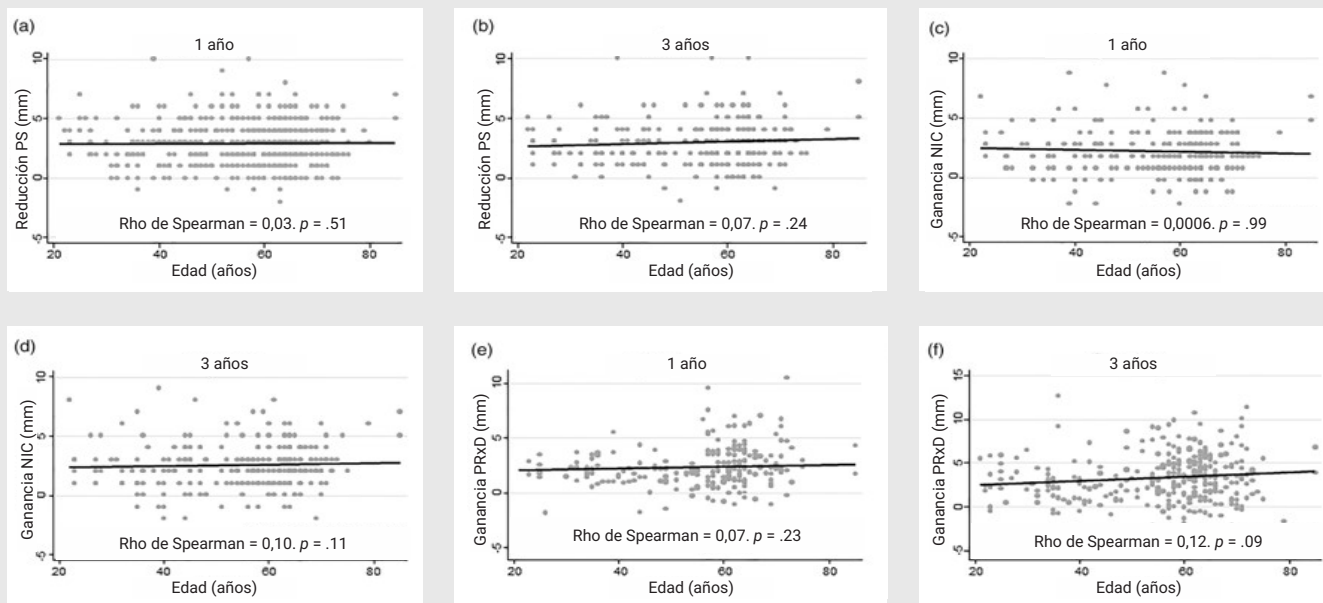 (a)
1 año
Reducción PS (mm)
10
5
0
-5
20 40 60 80
Rho de Spearman = 0,03. p = .51
Edad (años)
(b)
3 años
Reducción PS (mm)
10
5
0
-5
20 40 60 80
Rho de Spearman = 0,07. p = .24
Edad (años)
(c)
1 año
Ganancia NIC (mm)
10
5
0
-5
20 40 60 80
Rho de Spearman = 0,0006. p = .99
Edad (años)
(d)
3 años
Ganancia NIC (mm)
10
5
0
-5
20 40 60 80
Rho de Spearman = 0,10. p = .11
Edad (años)
(e)
1 año
Ganancia PRxD (mm)
10
5
0
-5
20 40 60 80
Rho de Spearman = 0,07. p = .23
Edad (años)
(f)
3 años
Ganancia PRxD (mm)
15
10
5
0
-5
20 40 60 80
Rho de Spearman = 0,12. p = .09
Edad (años)